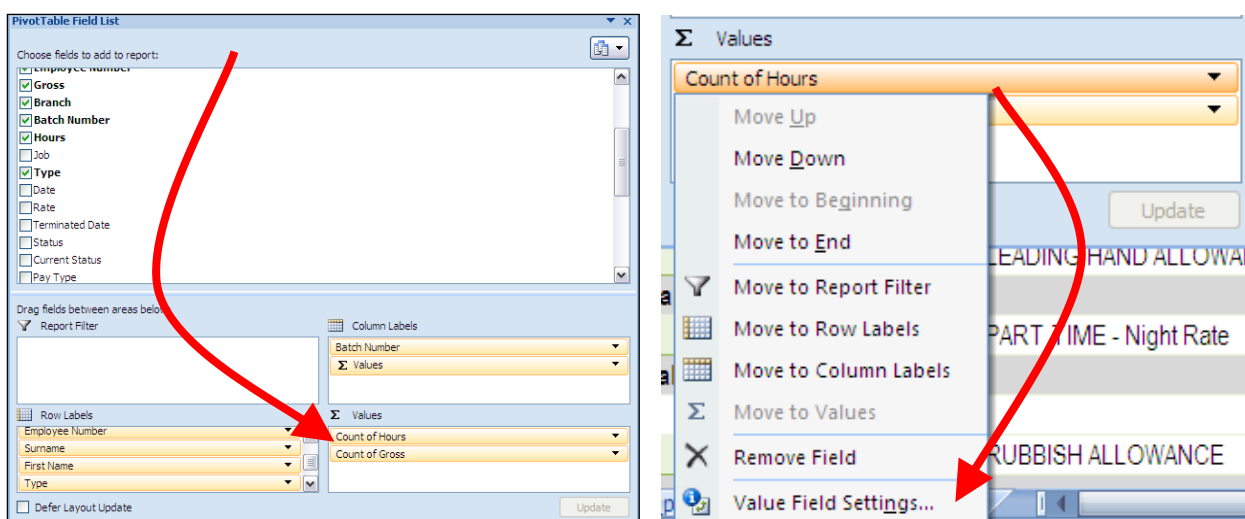 PivotTable Field List
Choose fields to add to report:
Employee Number
Gross
Branch
Batch Number
Hours
Job
Type
Date
Rate
Terminated Date
Status
Current Status
Pay Type
Drag fields between areas below
Report Filter
Column Labels
Batch Number
Σ Values
Row Labels
Employee Number
Surname
First Name
Type
Σ Values
Count of Hours
Count of Gross
Defer Layout Update
Update
Σ Values
Count of Hours
Move Up
Move Down
Move to Beginning
Move to End
Move to Report Filter
Move to Row Labels
Move to Column Labels
Σ Move to Values
Remove Field
Value Field Settings...
Update
LEADING HAND ALLOWA
PART TIME - Night Rate
RUBBISH ALLOWANCE